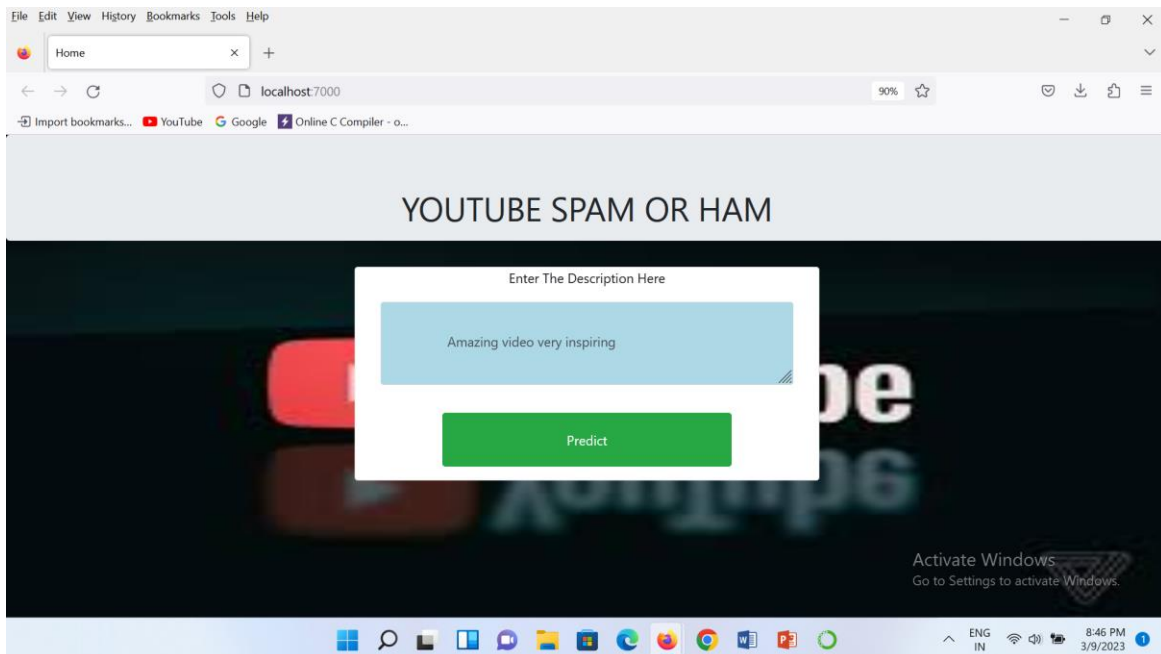 File Edit View History Bookmarks Tools Help
Home
localhost:7000 90%
Import bookmarks... YouTube Google Online C Compiler - o...
YOUTUBE SPAM OR HAM
Enter The Description Here
Amazing video very inspiring
Predict
be
Activate Windows
Go to Settings to activate Windows.
ENG 8:46 PM
IN 3/9/2023 1